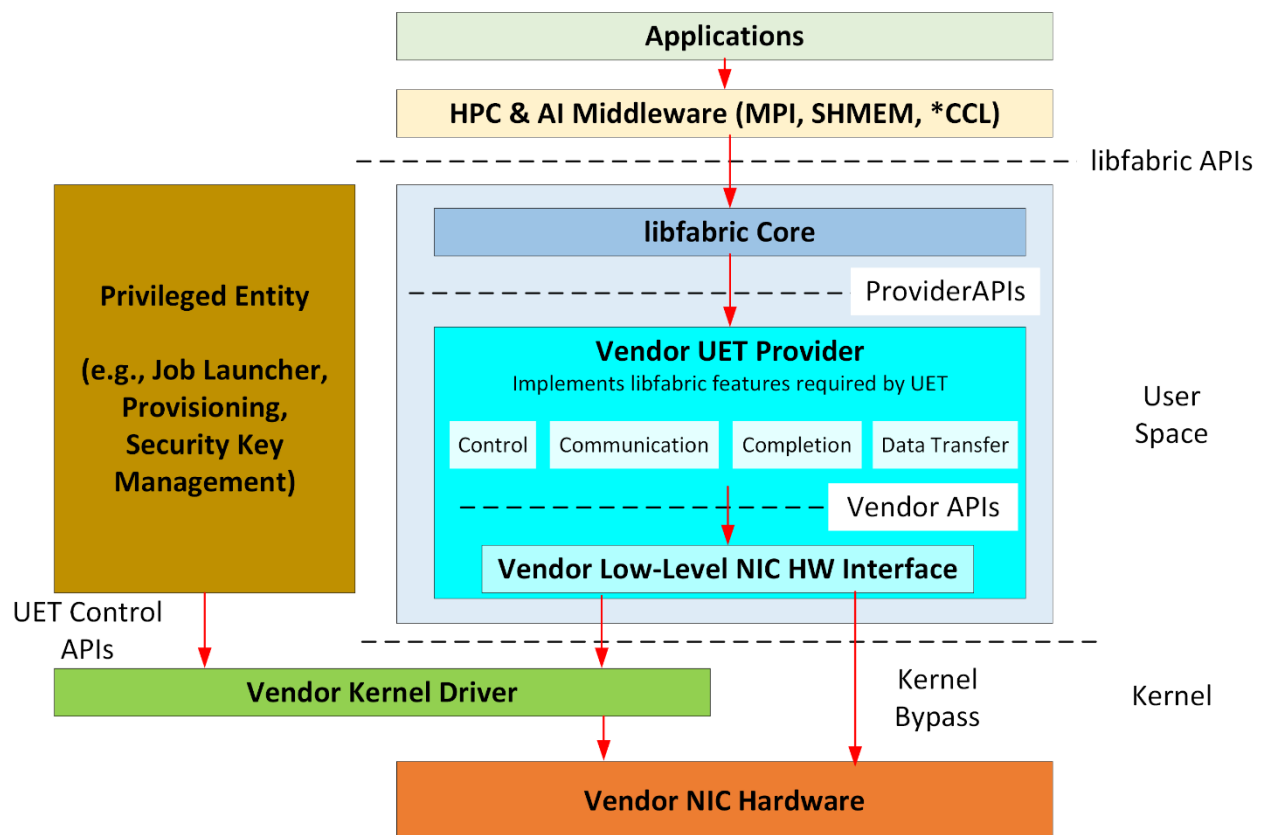 Applications
HPC & AI Middleware (MPI, SHMEM, *CCL)
libfabric APIs
libfabric Core
ProviderAPIs
Privileged Entity
(e.g., Job Launcher,
Provisioning,
Security Key
Management)
Vendor UET Provider
Implements libfabric features required by UET
Control
Communication
Completion
Data Transfer
User
Space
Vendor APIs
Vendor Low-Level NIC HW Interface
UET Control
APIs
Vendor Kernel Driver
Kernel
Bypass
Kernel
Vendor NIC Hardware